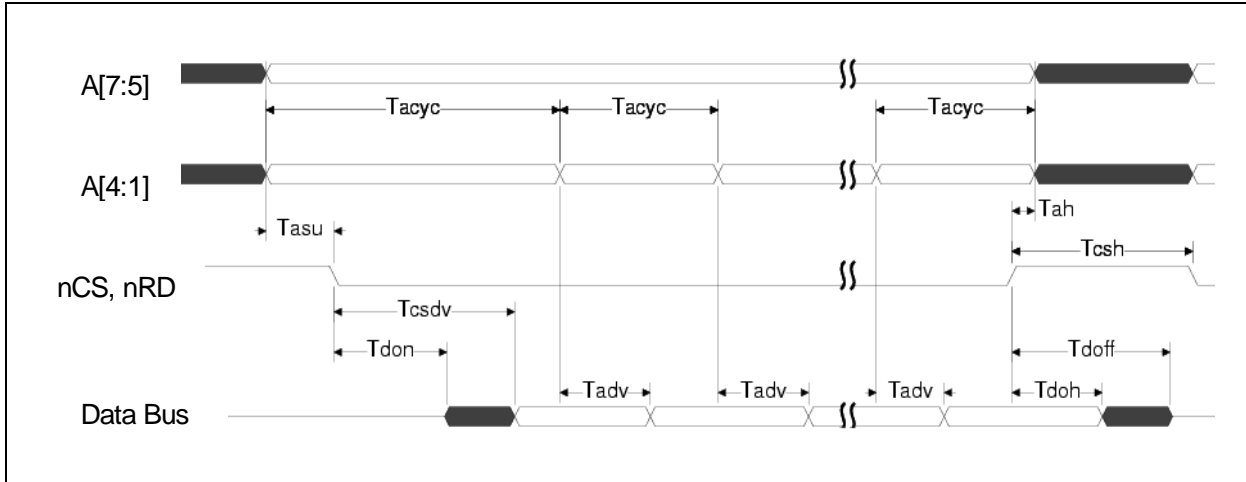 A[7:5]
Tacyc Tacyc Tacyc
A[4:1]
Tah
Tasu
Tcsh
nCS, nRD
Tcsdv
Tdon Tdoff
Tadv Tadv Tadv Tdoh
Data Bus